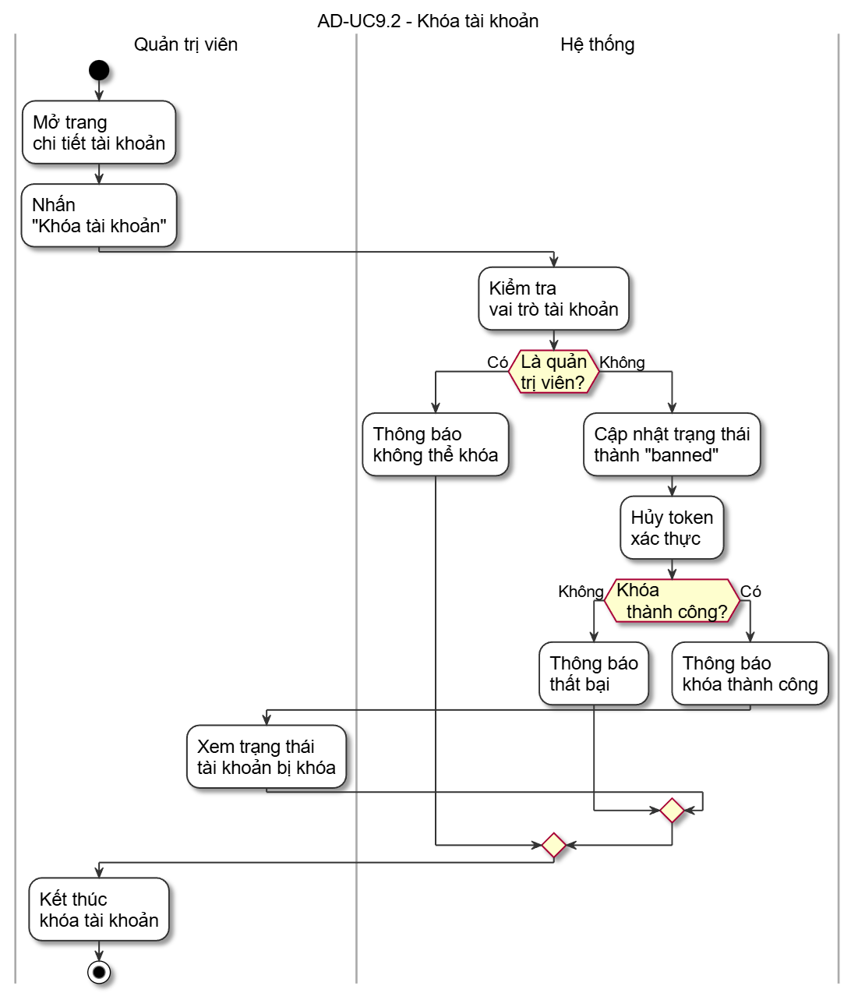 AD-UC9.2 - Khóa tài khoản
Quản trị viên
Hệ thống
Mở trang
chi tiết tài khoản
Nhấn
"Khóa tài khoản"
Kiểm tra
vai trò tài khoản
Có
Là quản
trị viên?
Không
Thông báo
không thể khóa
Cập nhật trạng thái
thành "banned"
Hủy token
xác thực
Không
Khóa
thành công?
Có
Thông báo
thất bại
Thông báo
khóa thành công
Xem trạng thái
tài khoản bị khóa
Kết thúc
khóa tài khoản